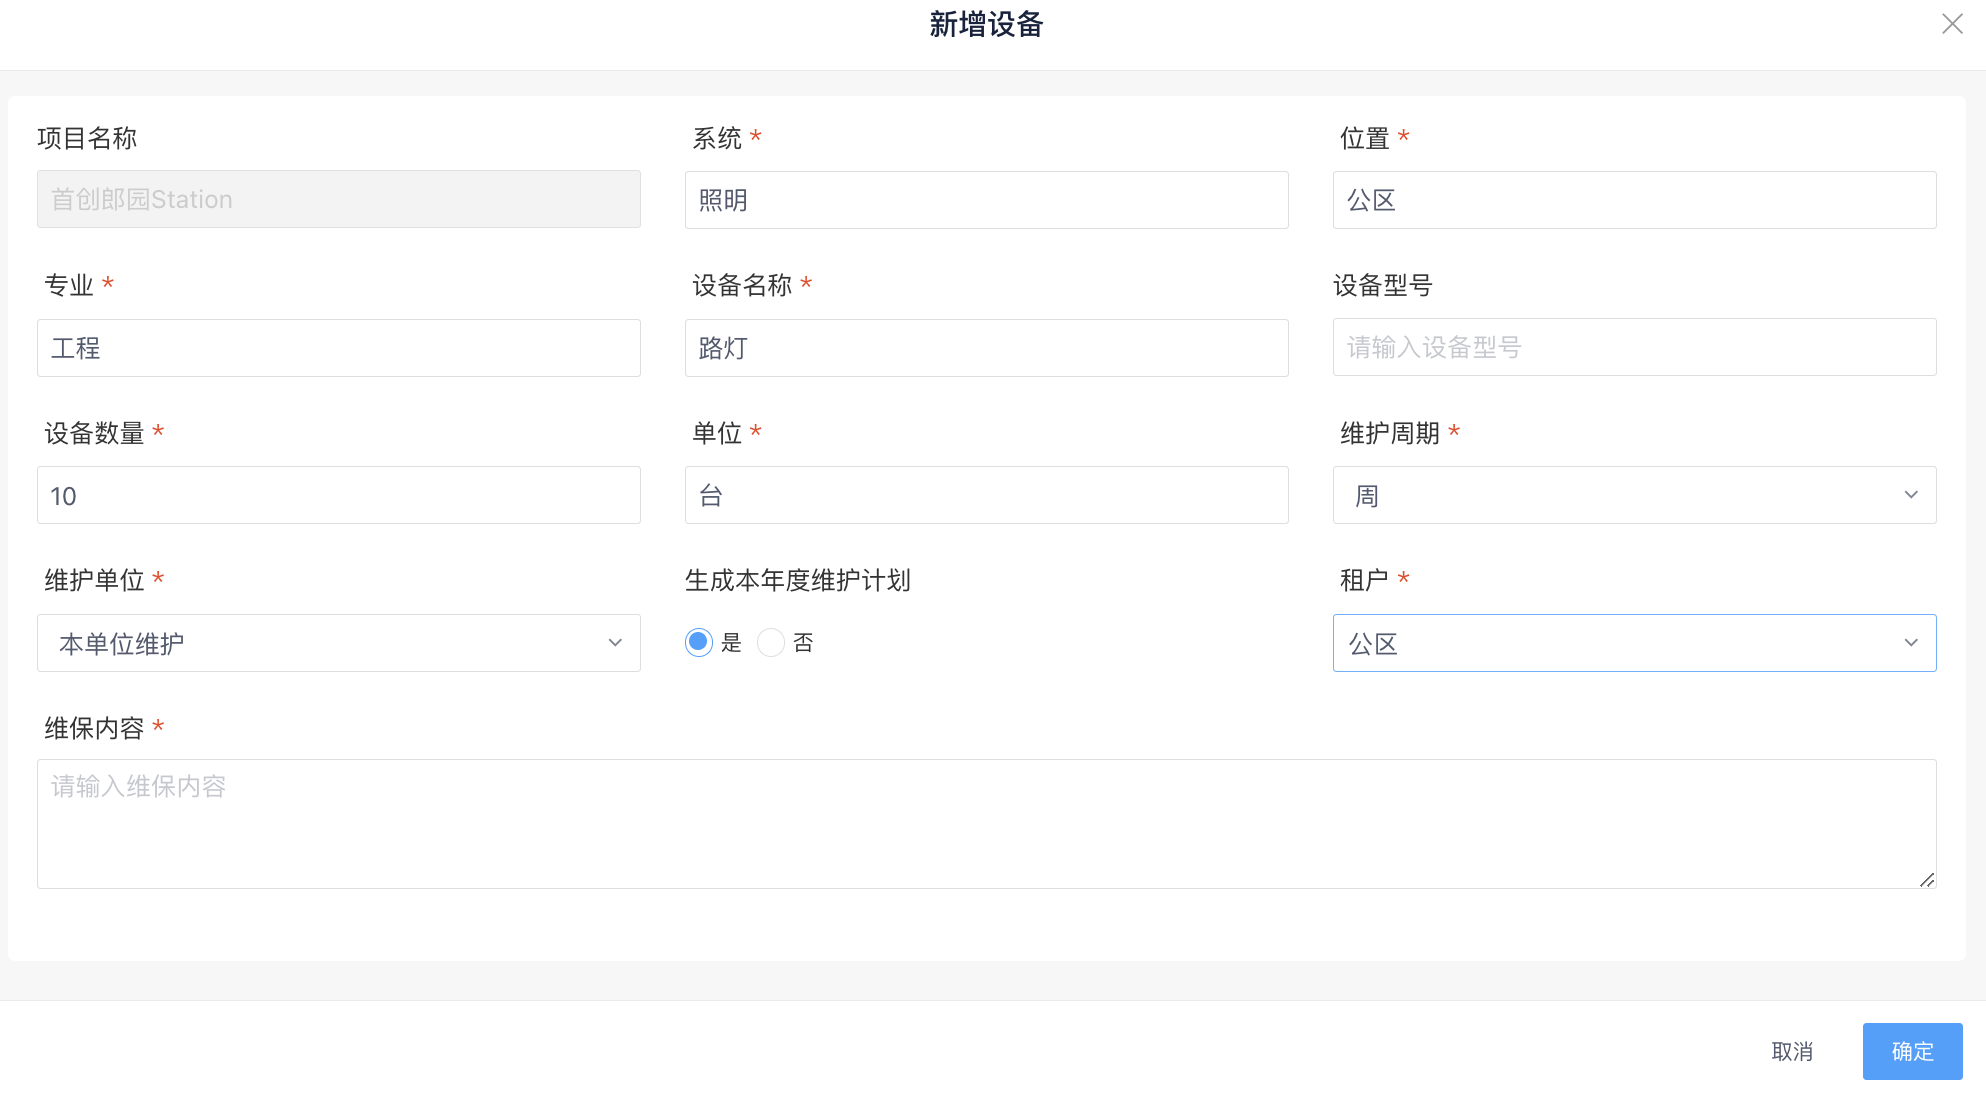 新增设备
项目名称
首创郎园Station
系统 *
照明
位置 *
公区
专业 *
工程
设备名称 *
路灯
设备型号
请输入设备型号
设备数量 *
10
单位 *
台
维护周期 *
周
维护单位 *
本单位维护
生成本年度维护计划
是 否
租户 *
公区
维保内容 *
请输入维保内容
取消 确定